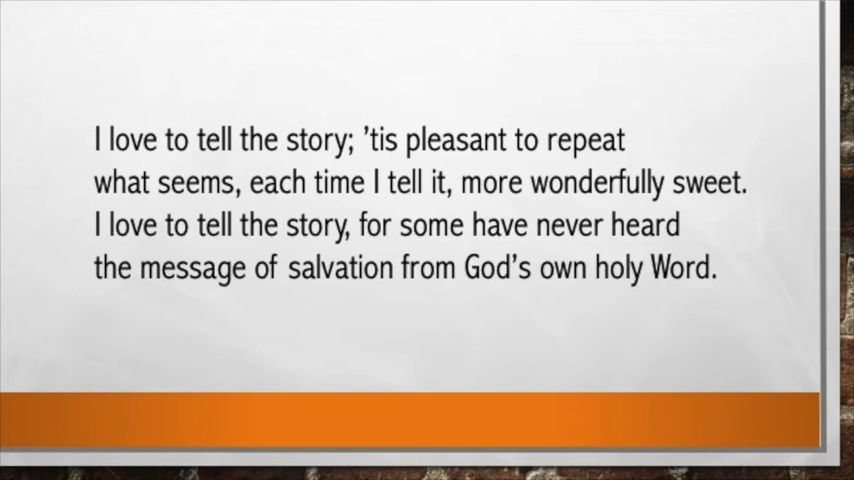 I love to tell the story; ’tis pleasant to repeat
what seems, each time I tell it, more wonderfully sweet.
I love to tell the story, for some have never heard
the message of salvation from God’s own holy Word.